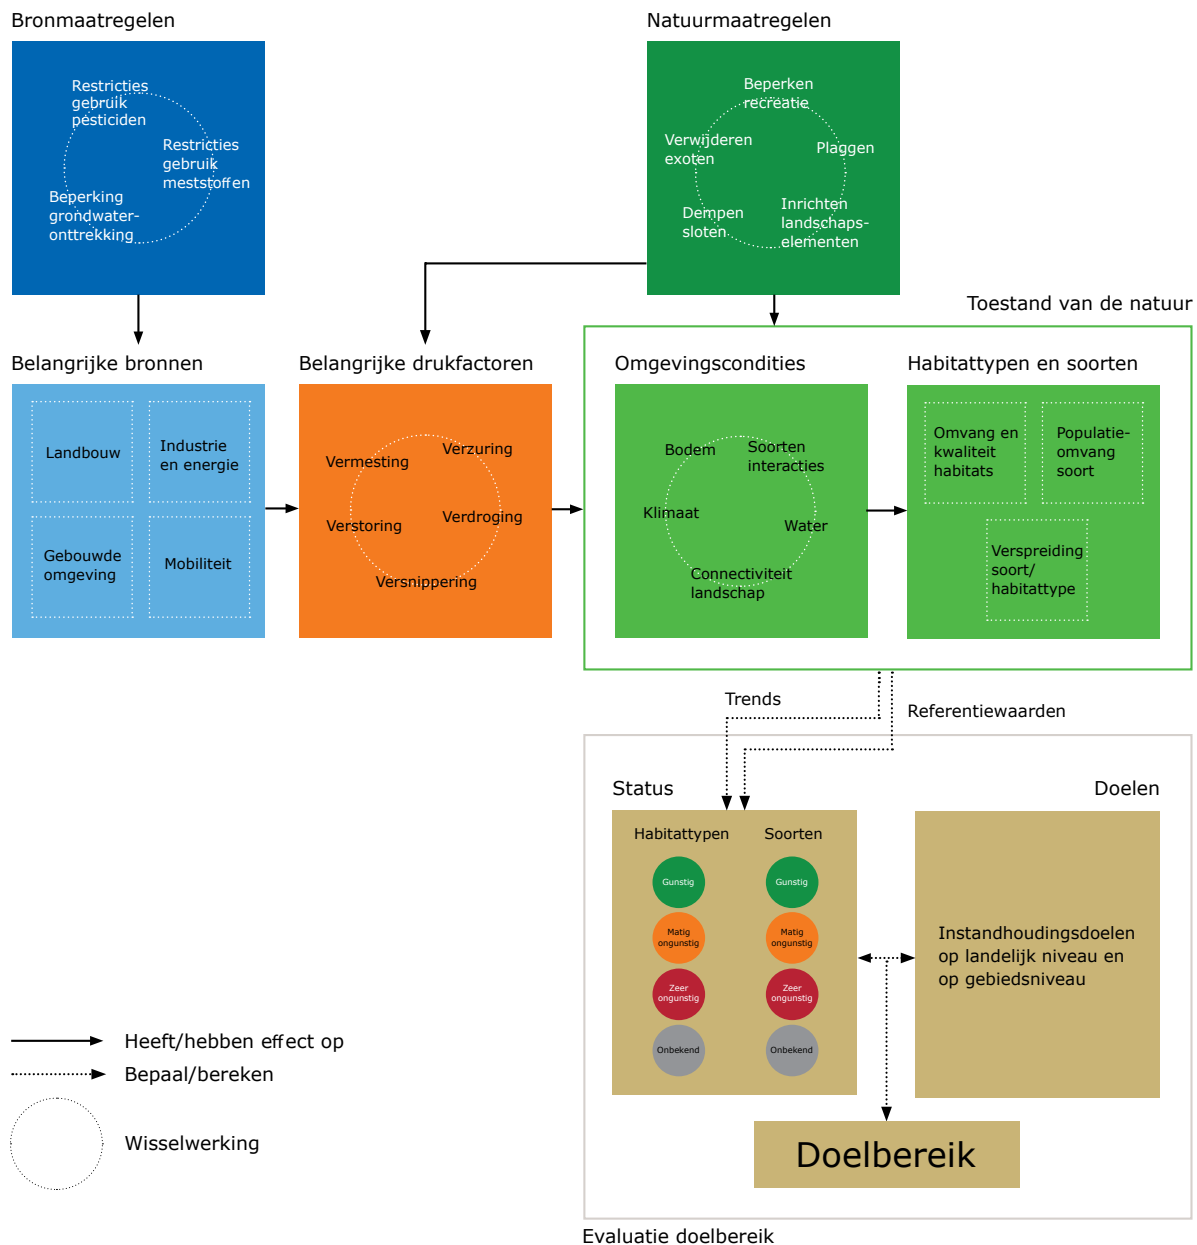 Bronmaatregelen
Restricties
gebruik
pesticiden
Restricties
gebruik
meststoffen
Beperking
grondwater-
onttrekking
Natuurmaatregelen
Beperken
recreatie
Verwijderen
exoten
Plaggen
Dempen
sloten
Inrichten
landschaps-
elementen
Toestand van de natuur
Belangrijke bronnen
Landbouw
Industrie
en energie
Gebouwde
omgeving
Mobiliteit
Belangrijke drukfactoren
Vermesting
Verzuring
Verstoring
Verdroging
Versnippering
Omgevingscondities
Bodem
Soorten
interacties
Klimaat
Water
Connectiviteit
landschap
Habitattypen en soorten
Omvang en
kwaliteit
habitats
Populatie-
omvang
soort
Verspreiding
soort/
habitattype
Trends
Referentiewaarden
Status
Habitattypen
Soorten
Gunstig
Gunstig
Matig
ongunstig
Matig
ongunstig
Zeer
ongunstig
Zeer
ongunstig
Onbekend
Onbekend
Doelen
Instandhoudingsdoelen
op landelijk niveau en
op gebiedsniveau
Doelbereik
Evaluatie doelbereik
Heeft/hebben effect op
Bepaal/bereken
Wisselwerking